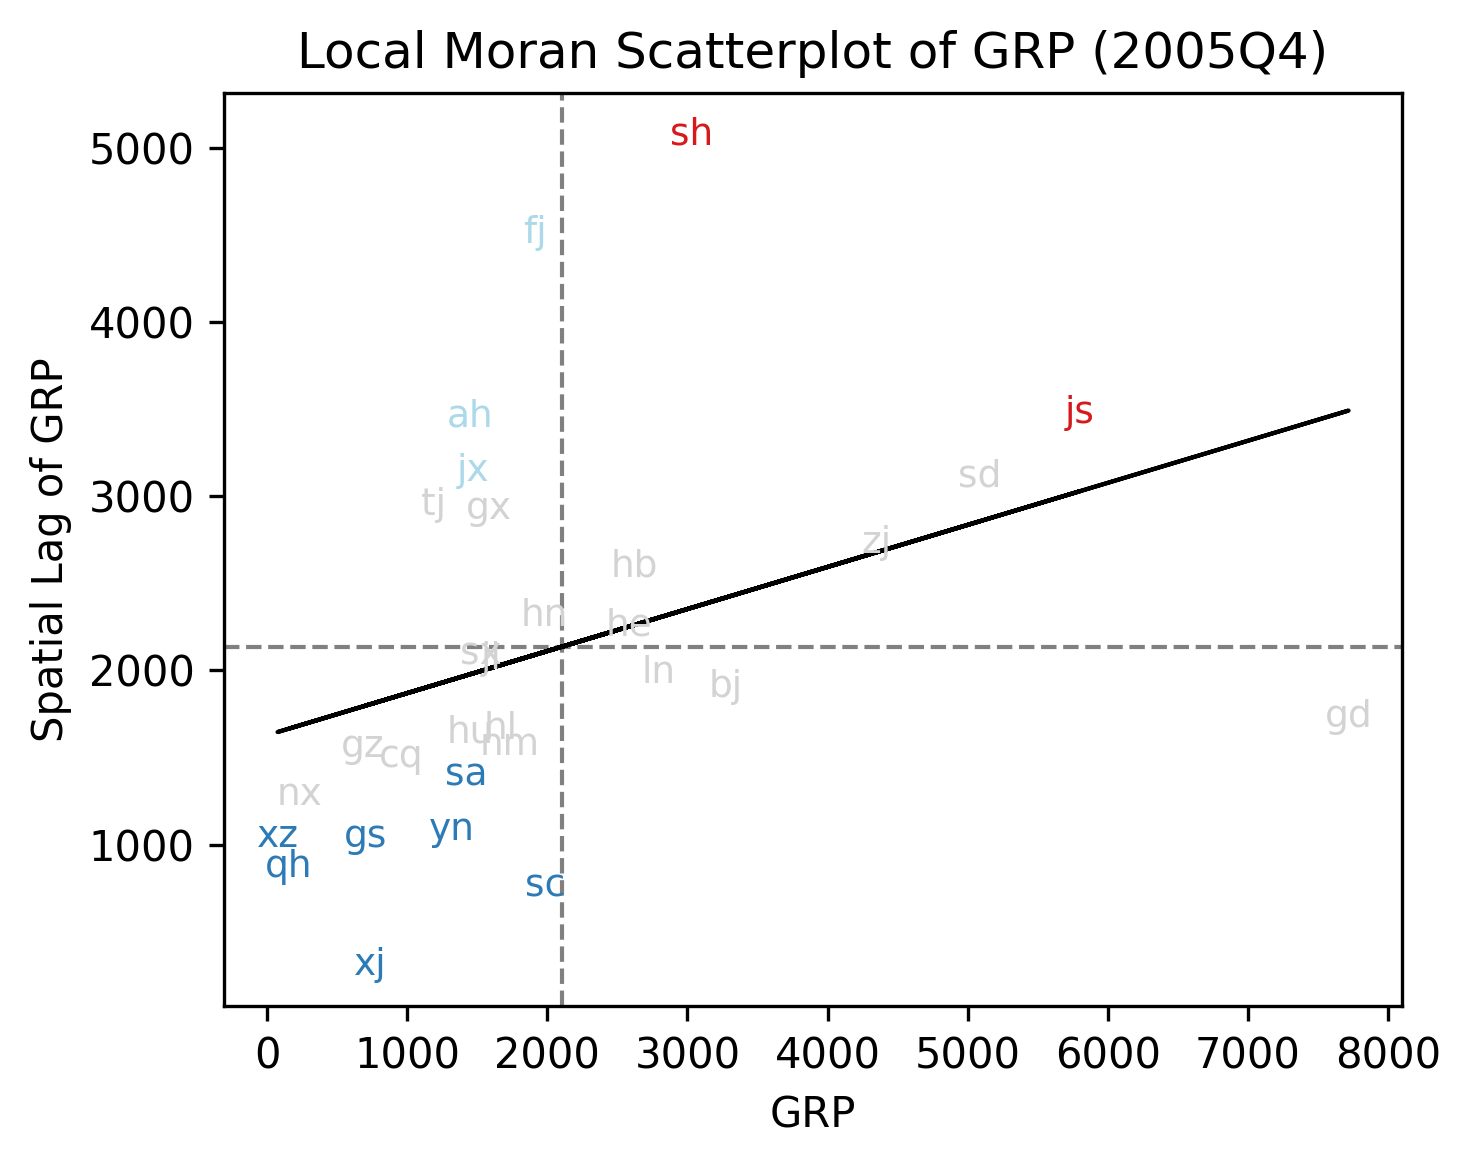 Local Moran Scatterplot of GRP (2005Q4)
Spatial Lag of GRP
5000
4000
3000
2000
1000
sh
fj
ah
js
jx
sd
tj
gx
zj
hb
hn
he
sx
jl
ln
bj
gd
hu
hl
nm
gz
cq
sa
nx
xz
gs
yn
qh
sc
xj
0 1000 2000 3000 4000 5000 6000 7000 8000
GRP